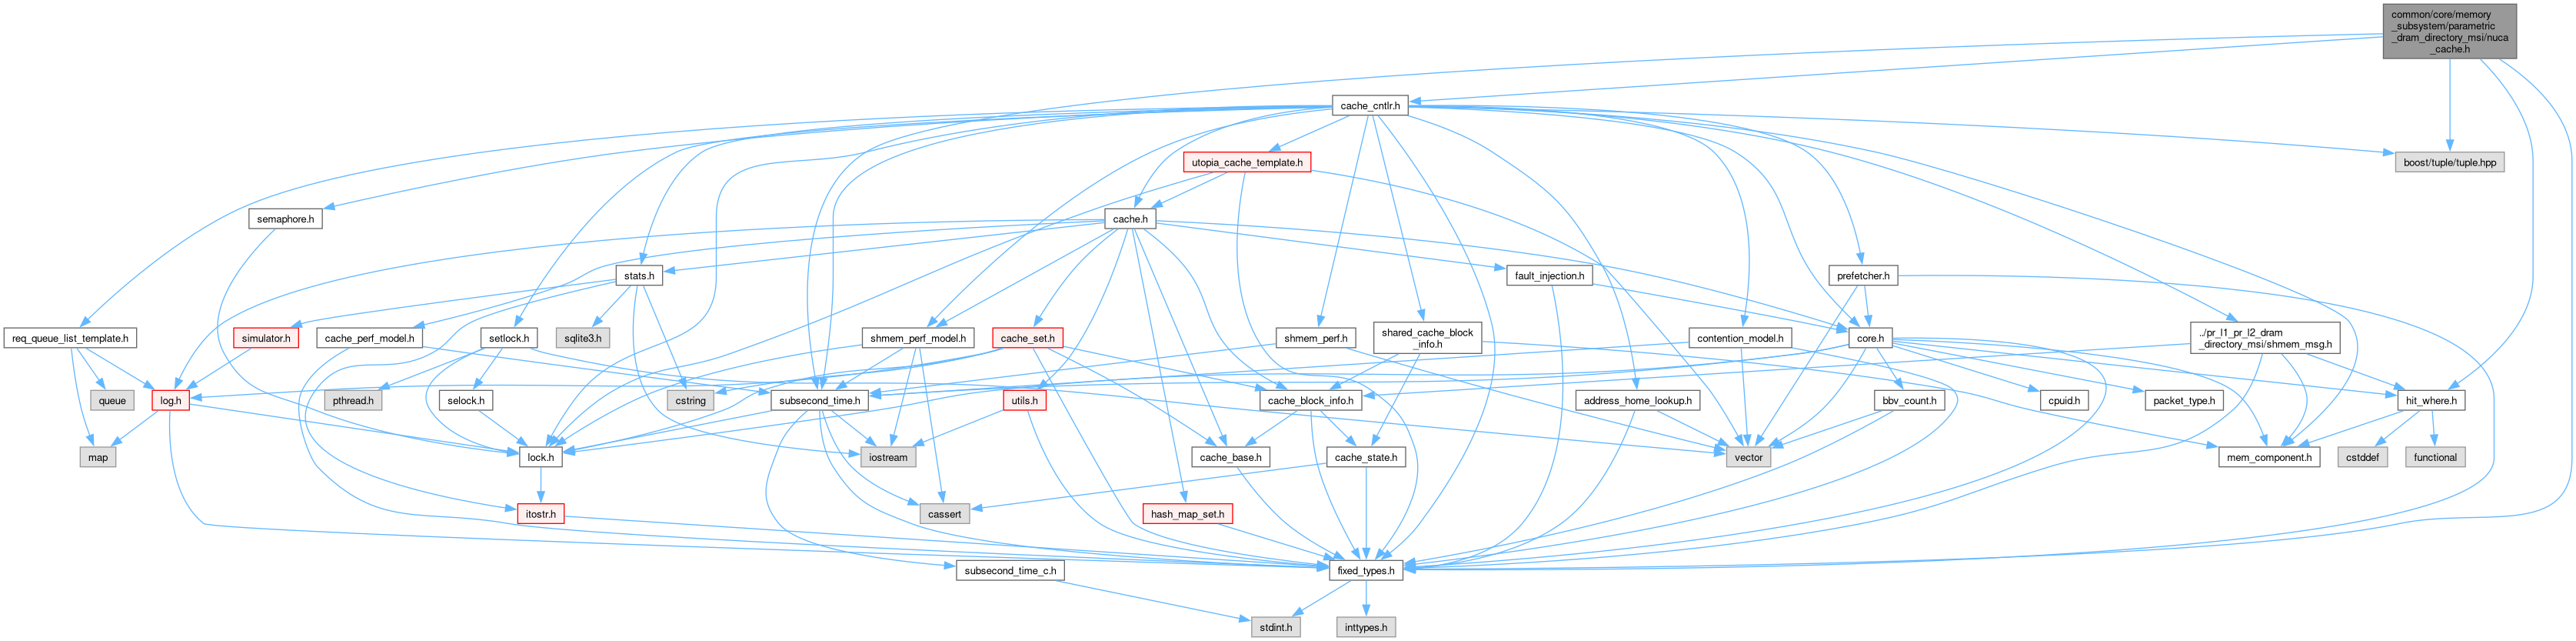 common/core/memory
_subsystem/parametric
_dram_directory_msi/nuca
_cache.h
cache_cntlr.h
utopia_cache_template.h
boost/tuple/tuple.hpp
semaphore.h
cache.h
stats.h
fault_injection.h
prefetcher.h
req_queue_list_template.h
simulator.h
cache_perf_model.h
setlock.h
sqlite3.h
shmem_perf_model.h
cache_set.h
shmem_perf.h
shared_cache_block
_info.h
contention_model.h
core.h
../pr_l1_pr_l2_dram
_directory_msi/shmem_msg.h
queue
log.h
pthread.h
selock.h
cstring
subsecond_time.h
utils.h
cache_block_info.h
address_home_lookup.h
bbv_count.h
cpuid.h
packet_type.h
hit_where.h
map
lock.h
iostream
cache_base.h
cache_state.h
vector
mem_component.h
cstddef
functional
itostr.h
cassert
hash_map_set.h
subsecond_time_c.h
fixed_types.h
stdint.h
inttypes.h